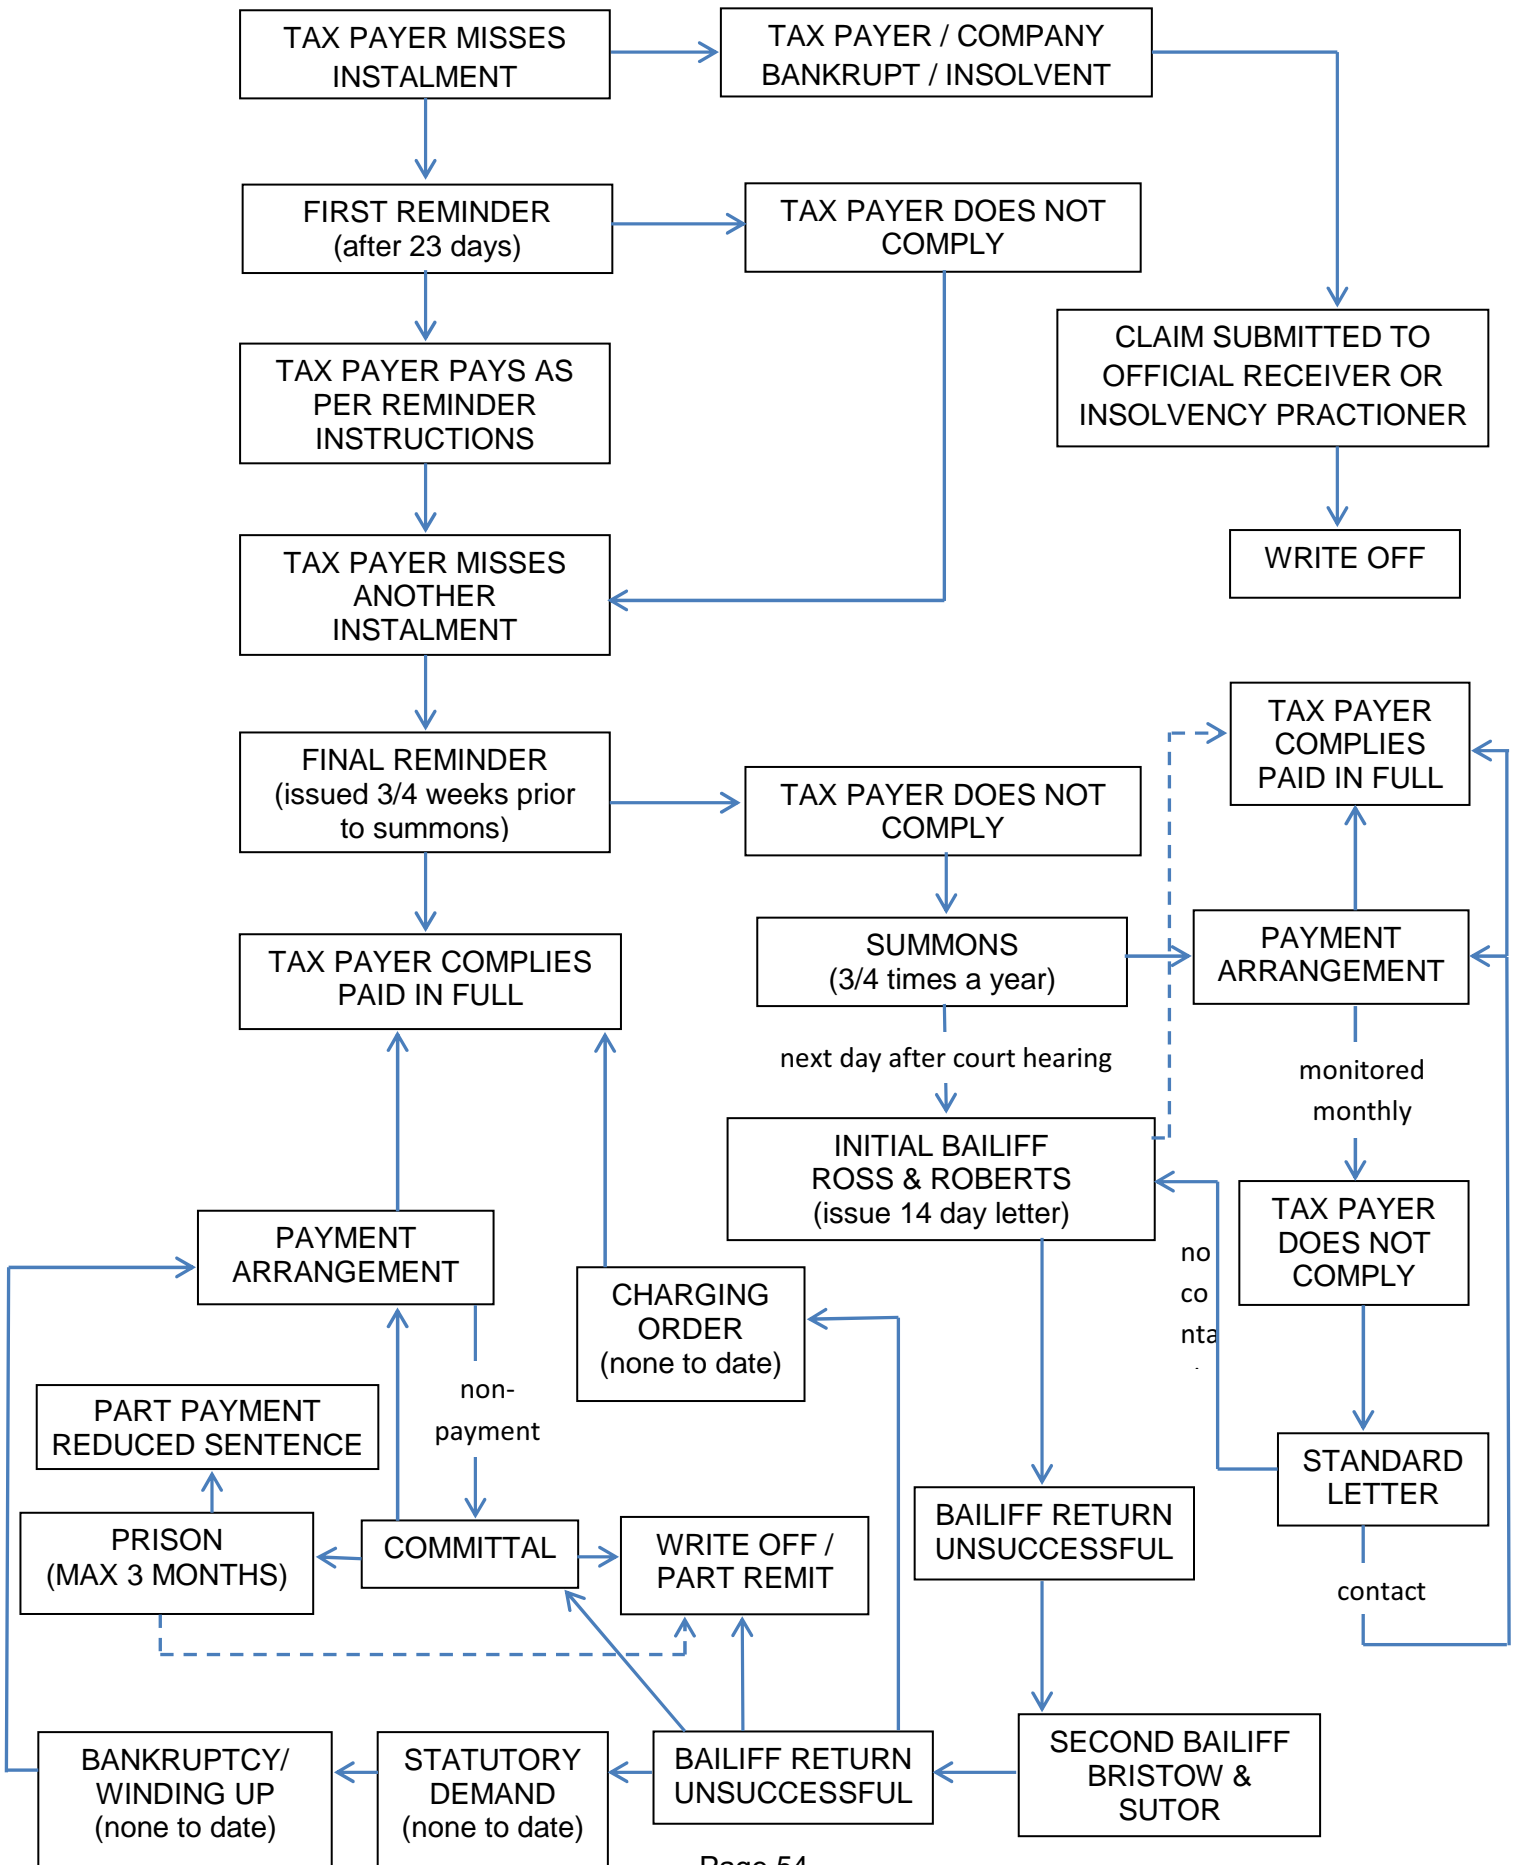 TAX PAYER MISSES
INSTALMENT
TAX PAYER / COMPANY
BANKRUPT / INSOLVENT
FIRST REMINDER
(after 23 days)
TAX PAYER DOES NOT
COMPLY
CLAIM SUBMITTED TO
OFFICIAL RECEIVER OR
INSOLVENCY PRACTIONER
TAX PAYER PAYS AS
PER REMINDER
INSTRUCTIONS
WRITE OFF
TAX PAYER MISSES
ANOTHER
INSTALMENT
TAX PAYER
COMPLIES
PAID IN FULL
FINAL REMINDER
(issued 3/4 weeks prior
to summons)
TAX PAYER DOES NOT
COMPLY
SUMMONS
(3/4 times a year)
PAYMENT
ARRANGEMENT
TAX PAYER COMPLIES
PAID IN FULL
next day after court hearing
monitored
monthly
INITIAL BAILIFF
ROSS & ROBERTS
(issue 14 day letter)
TAX PAYER
DOES NOT
COMPLY
PAYMENT
ARRANGEMENT
no
co
nta
CHARGING
ORDER
(none to date)
non-
payment
PART PAYMENT
REDUCED SENTENCE
STANDARD
LETTER
BAILIFF RETURN
UNSUCCESSFUL
PRISON
(MAX 3 MONTHS)
COMMITTAL
WRITE OFF /
PART REMIT
contact
SECOND BAILIFF
BRISTOW &
SUTOR
BAILIFF RETURN
UNSUCCESSFUL
STATUTORY
DEMAND
(none to date)
BANKRUPTCY/
WINDING UP
(none to date)
Page 54